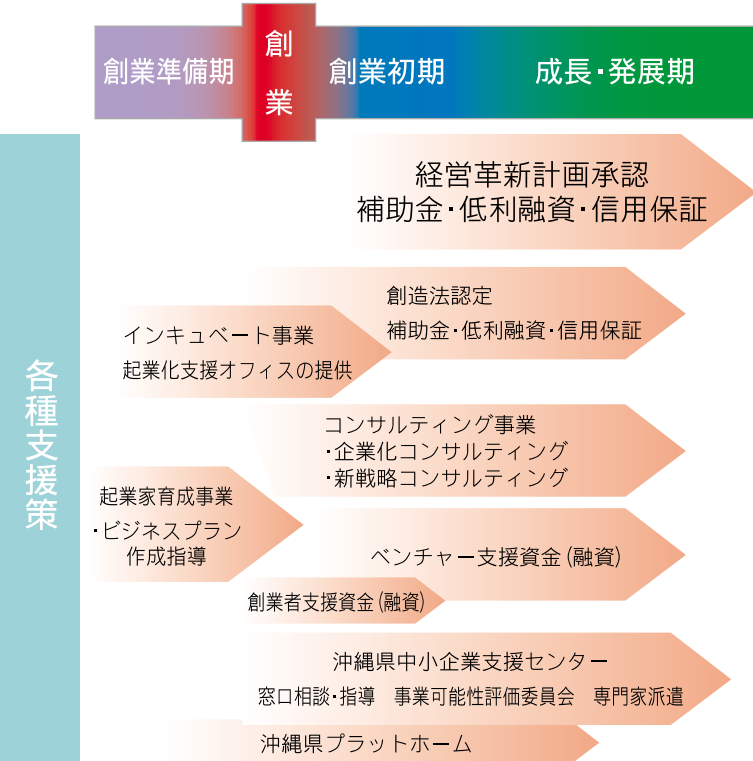 創業準備期
創業
創業初期
成長・発展期
各種支援策
経営革新計画承認
補助金・低利融資・信用保証
創造法認定
補助金・低利融資・信用保証
インキュベート事業
起業化支援オフィスの提供
コンサルティング事業
・企業化コンサルティング
・新戦略コンサルティング
起業家育成事業
・ビジネスプラン
作成指導
ベンチャー支援資金(融資)
創業者支援資金(融資)
沖縄県中小企業支援センター
窓口相談・指導　事業可能性評価委員会　専門家派遣
沖縄県プラットホーム